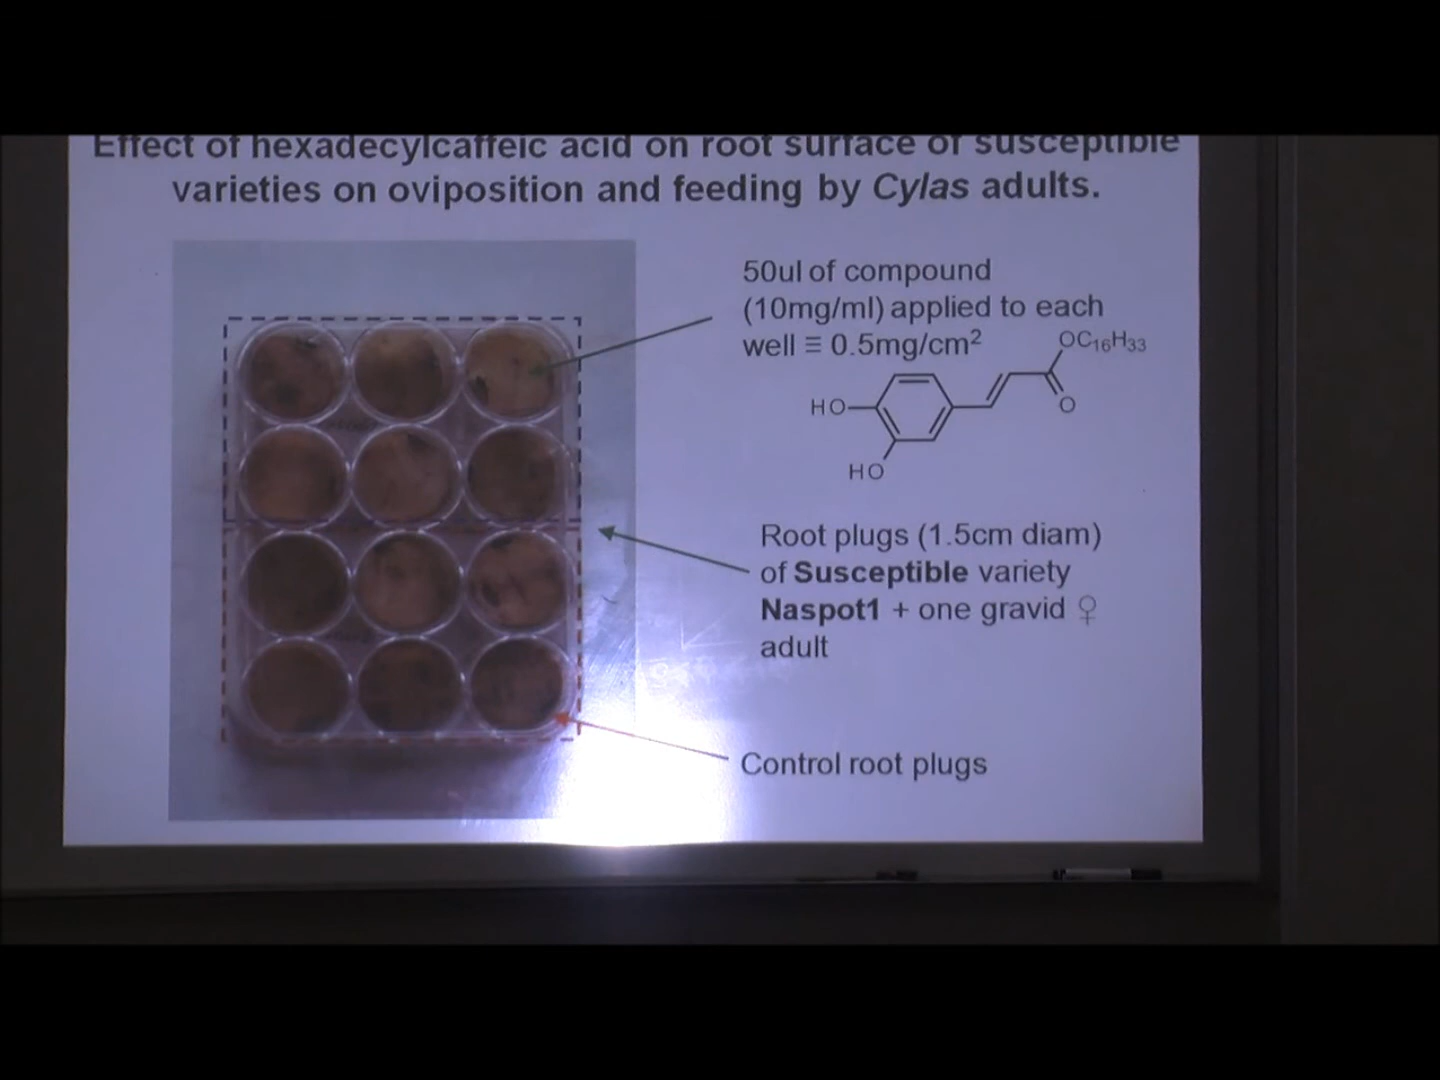 Effect of hexadecylcaffeic acid on root surface of susceptible
varieties on oviposition and feeding by Cylas adults.
50ul of compound
(10mg/ml) applied to each
well ≡ 0.5mg/cm²
OC₁₆H₃₃
HO
O
HO
Root plugs (1.5cm diam)
of Susceptible variety
Naspot1 + one gravid ♀
adult
Control root plugs